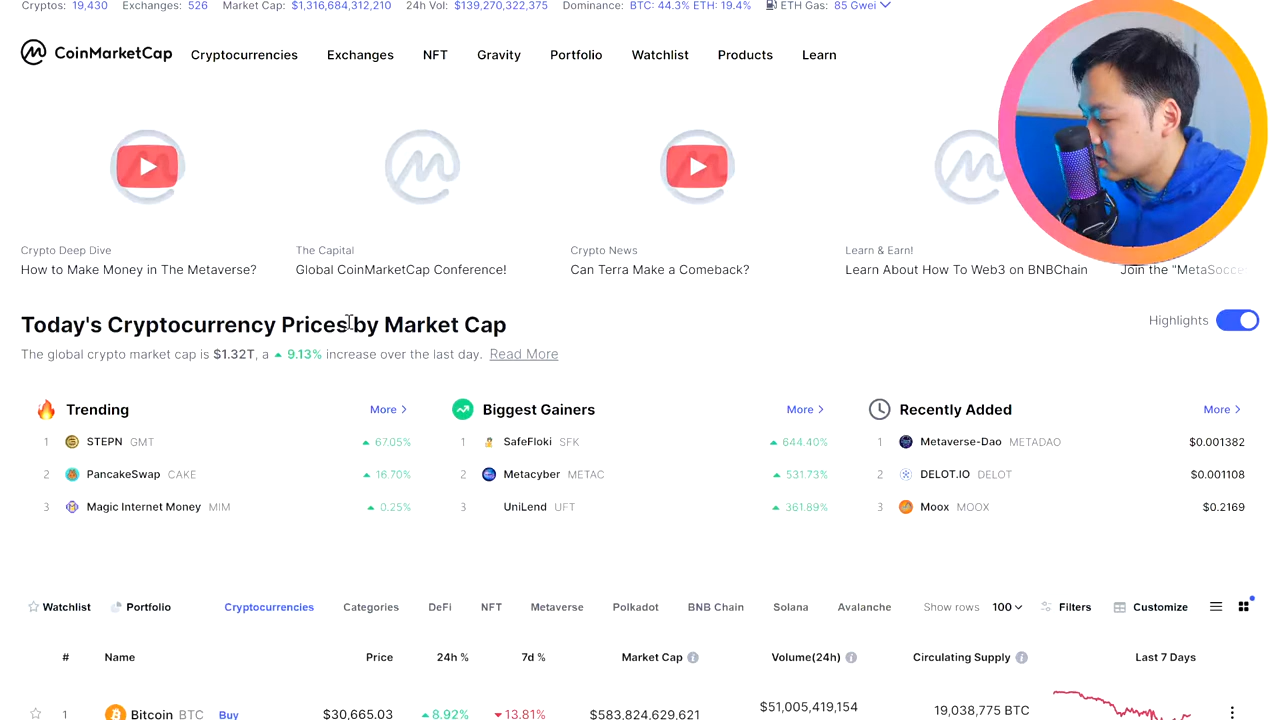 Cryptos: 19,430 Exchanges: 526 Market Cap: $1,316,684,312,210 24h Vol: $139,270,322,375 Dominance: BTC: 44.3% ETH: 19.4% ETH Gas: 85 Gwei
CoinMarketCap Cryptocurrencies Exchanges NFT Gravity Portfolio Watchlist Products Learn
Crypto Deep Dive The Capital Crypto News Learn & Earn!
How to Make Money in The Metaverse? Global CoinMarketCap Conference! Can Terra Make a Comeback? Learn About How To Web3 on BNBChain Join the "MetaSocce
Today's Cryptocurrency Prices by Market Cap Highlights
The global crypto market cap is $1.32T, a 9.13% increase over the last day. Read More
Trending More Biggest Gainers More Recently Added More
1 STEPN GMT 67.05% 1 SafeFloki SFK 644.40% 1 Metaverse-Dao METADAO $0.001382
2 PancakeSwap CAKE 16.70% 2 Metacyber METAC 531.73% 2 DELOT.IO DELOT $0.001108
3 Magic Internet Money MIM 0.25% 3 UniLend UFT 361.89% 3 Moox MOOX $0.2169
Watchlist Portfolio Cryptocurrencies Categories DeFi NFT Metaverse Polkadot BNB Chain Solana Avalanche Show rows 100 Filters Customize
# Name Price 24h % 7d % Market Cap Volume(24h) Circulating Supply Last 7 Days
1 Bitcoin BTC Buy $30,665.03 8.92% 13.81% $583,824,629,621 $51,005,419,154 19,038,775 BTC